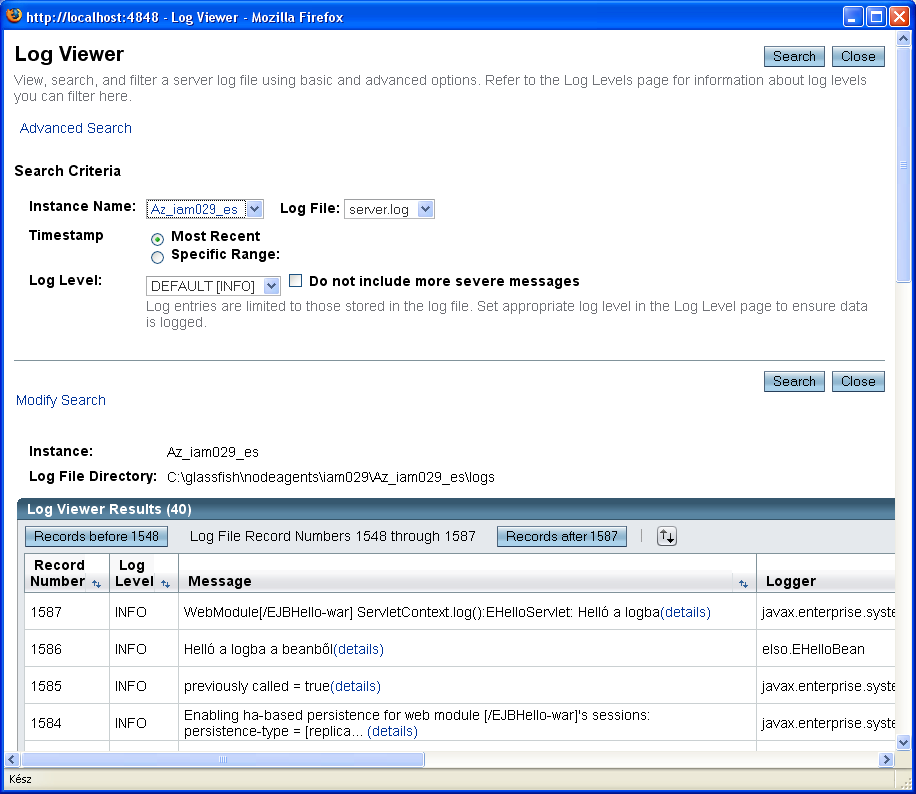 http://localhost:4848 - Log Viewer - Mozilla Firefox
Log Viewer
Search Close
View, search, and filter a server log file using basic and advanced options. Refer to the Log Levels page for information about log levels
you can filter here.
Advanced Search
Search Criteria
Instance Name: Az_iam029_es Log File: server.log
Timestamp Most Recent
Specific Range:
Log Level: DEFAULT [INFO] Do not include more severe messages
Log entries are limited to those stored in the log file. Set appropriate log level in the Log Level page to ensure data
is logged.
Search Close
Modify Search
Instance: Az_iam029_es
Log File Directory: C:\glassfish\nodeagents\iam029\Az_iam029_es\logs
Log Viewer Results (40)
Records before 1548 Log File Record Numbers 1548 through 1587 Records after 1587
Record Number Log Level Message Logger
1587 INFO WebModule[/EJBHello-war] ServletContext.log():EHelloServlet: Helló a logba(details) javax.enterprise.syste
1586 INFO Helló a logba a beanből(details) elso.EHelloBean
1585 INFO previously called = true(details) javax.enterprise.syste
1584 INFO Enabling ha-based persistence for web module [/EJBHello-war]'s sessions: javax.enterprise.syste
persistence-type = [replica... (details)
Kész